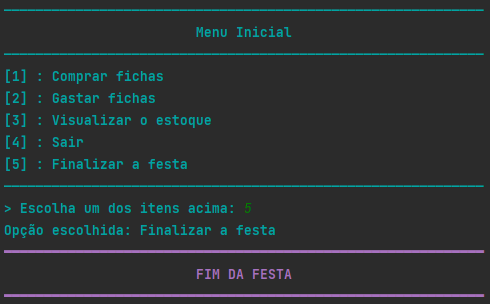 Menu Inicial
[1] : Comprar fichas
[2] : Gastar fichas
[3] : Visualizar o estoque
[4] : Sair
[5] : Finalizar a festa
> Escolha um dos itens acima: 5
Opção escolhida: Finalizar a festa
FIM DA FESTA